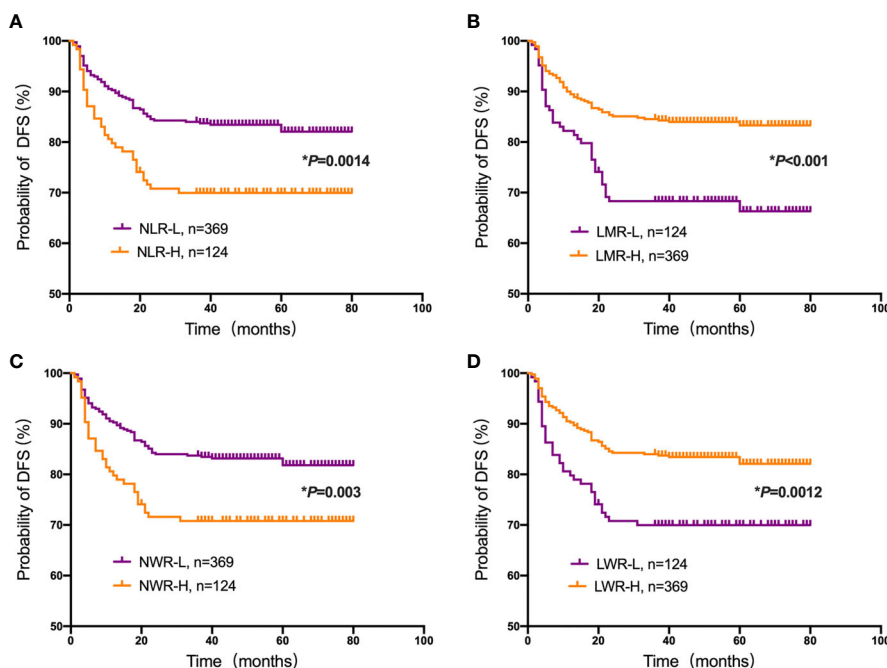 A
Probability of DFS (%)
100
90
80
70
60
50
*P=0.0014
NLR-L, n=369
NLR-H, n=124
0 20 40 60 80 100
Time (months)
B
Probability of DFS (%)
100
90
80
70
60
50
*P<0.001
LMR-L, n=124
LMR-H, n=369
0 20 40 60 80 100
Time (months)
C
Probability of DFS (%)
100
90
80
70
60
50
*P=0.003
NWR-L, n=369
NWR-H, n=124
0 20 40 60 80 100
Time (months)
D
Probability of DFS (%)
100
90
80
70
60
50
*P=0.0012
LWR-L, n=124
LWR-H, n=369
0 20 40 60 80 100
Time (months)